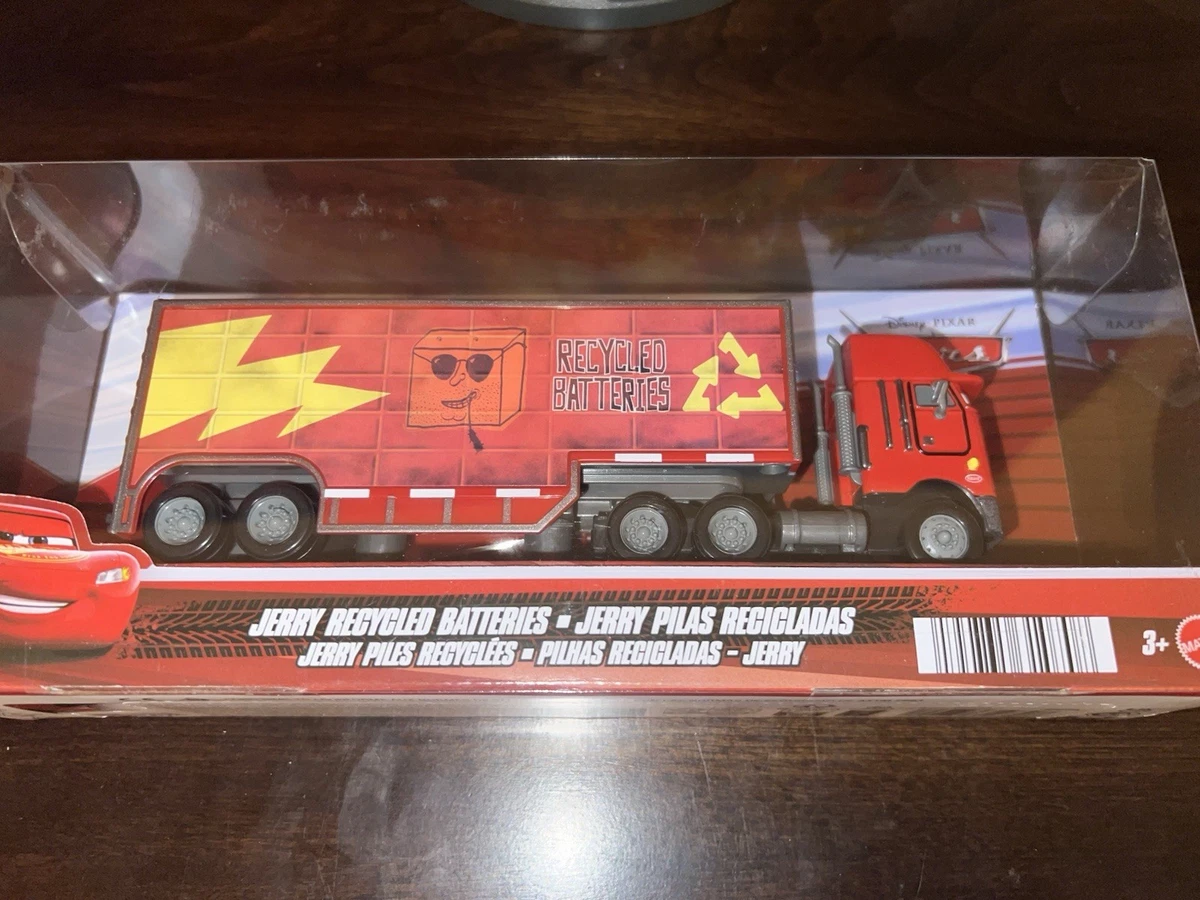 Disney PIXAR
RECYCLED
BATTERIES
JERRY RECYCLED BATTERIES ▪ JERRY PILAS RECICLADAS
JERRY PILES RECYCLÉES ▪ PILHAS RECICLADAS - JERRY
3+